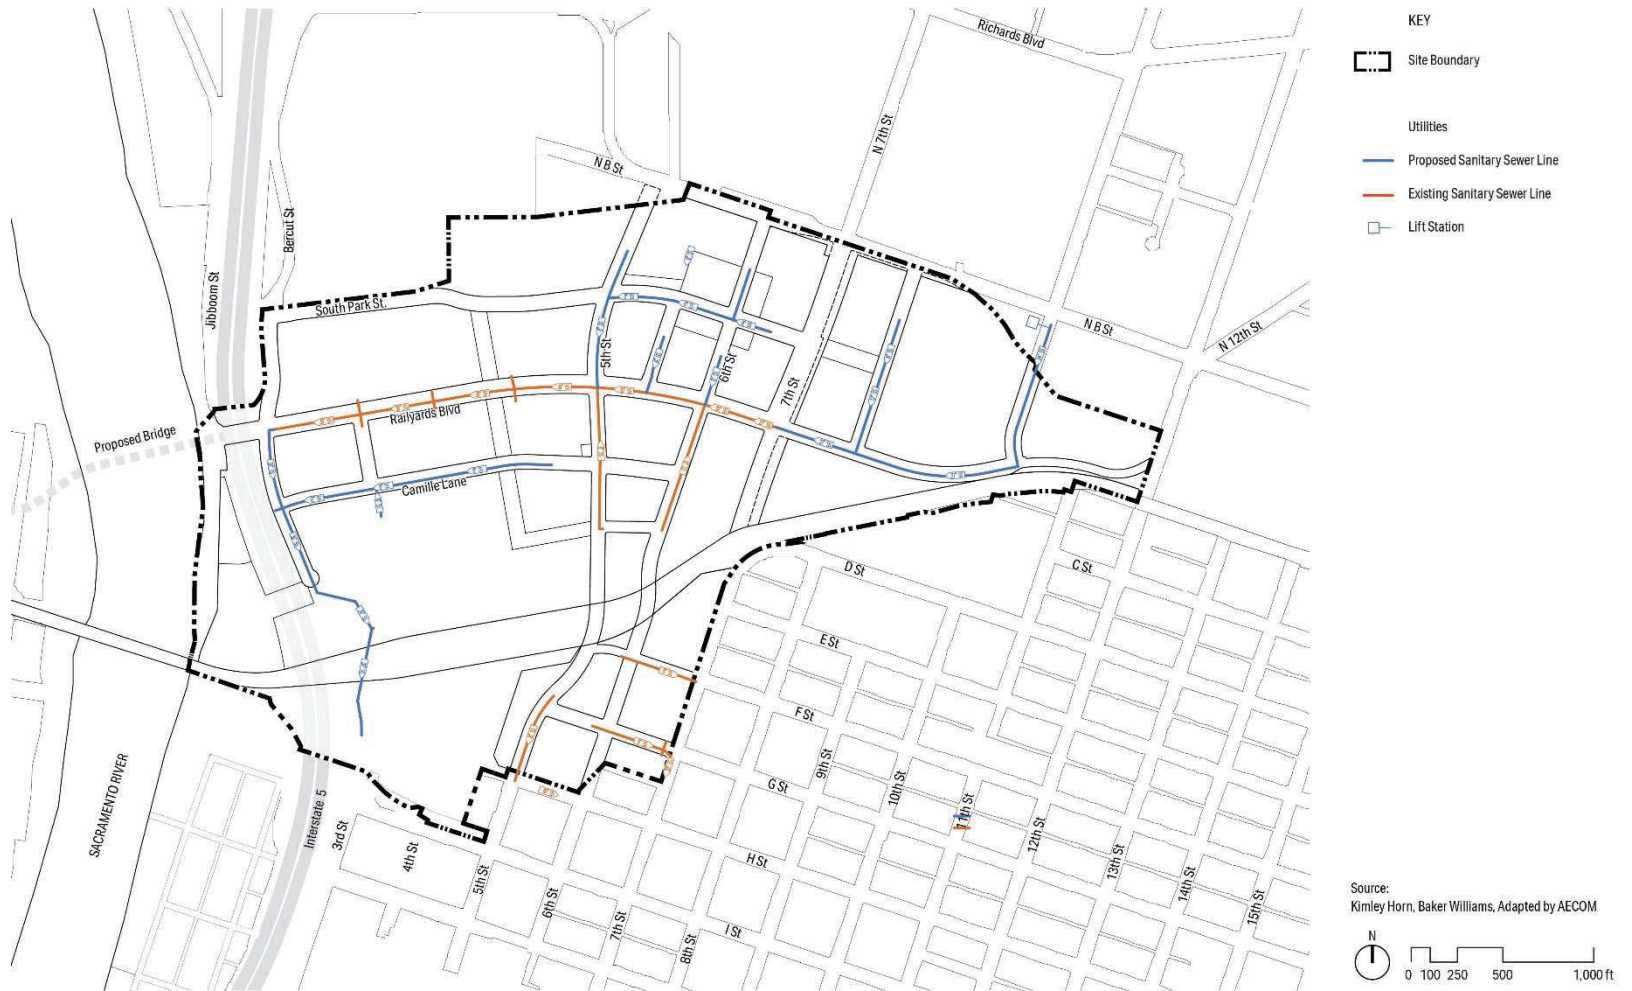 KEY
Site Boundary
Utilities
Proposed Sanitary Sewer Line
Existing Sanitary Sewer Line
Lift Station
Richards Blvd
N 7th St
N B St
Bercut St
Jibboom St
South Park St.
N B St
N 12th St
5th St
6th St
7th St
Railyards Blvd
Proposed Bridge
Camille Lane
D St
C St
E St
F St
G St
9th St
10th St
11th St
12th St
13th St
14th St
15th St
H St
I St
SACRAMENTO RIVER
Interstate 5
3rd St
4th St
5th St
6th St
7th St
8th St
Source:
Kimley Horn, Baker Williams, Adapted by AECOM
N
0 100 250 500 1,000 ft